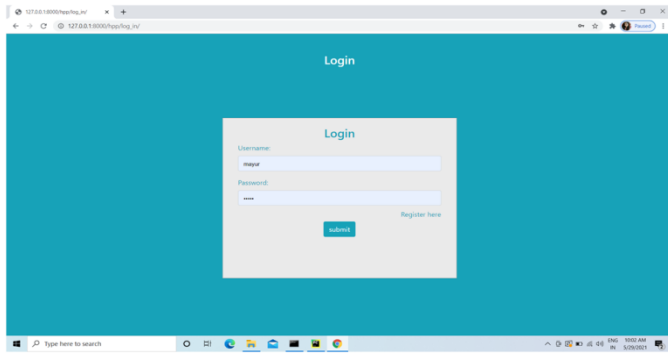 127.0.0.1:8000/hpp/log_in/
127.0.0.1:8000/hpp/log_in/
Paused
Login
Login
Username:
mayur
Password:
•••••
Register here
submit
Type here to search
ENG 10:02 AM
IN 5/29/2021